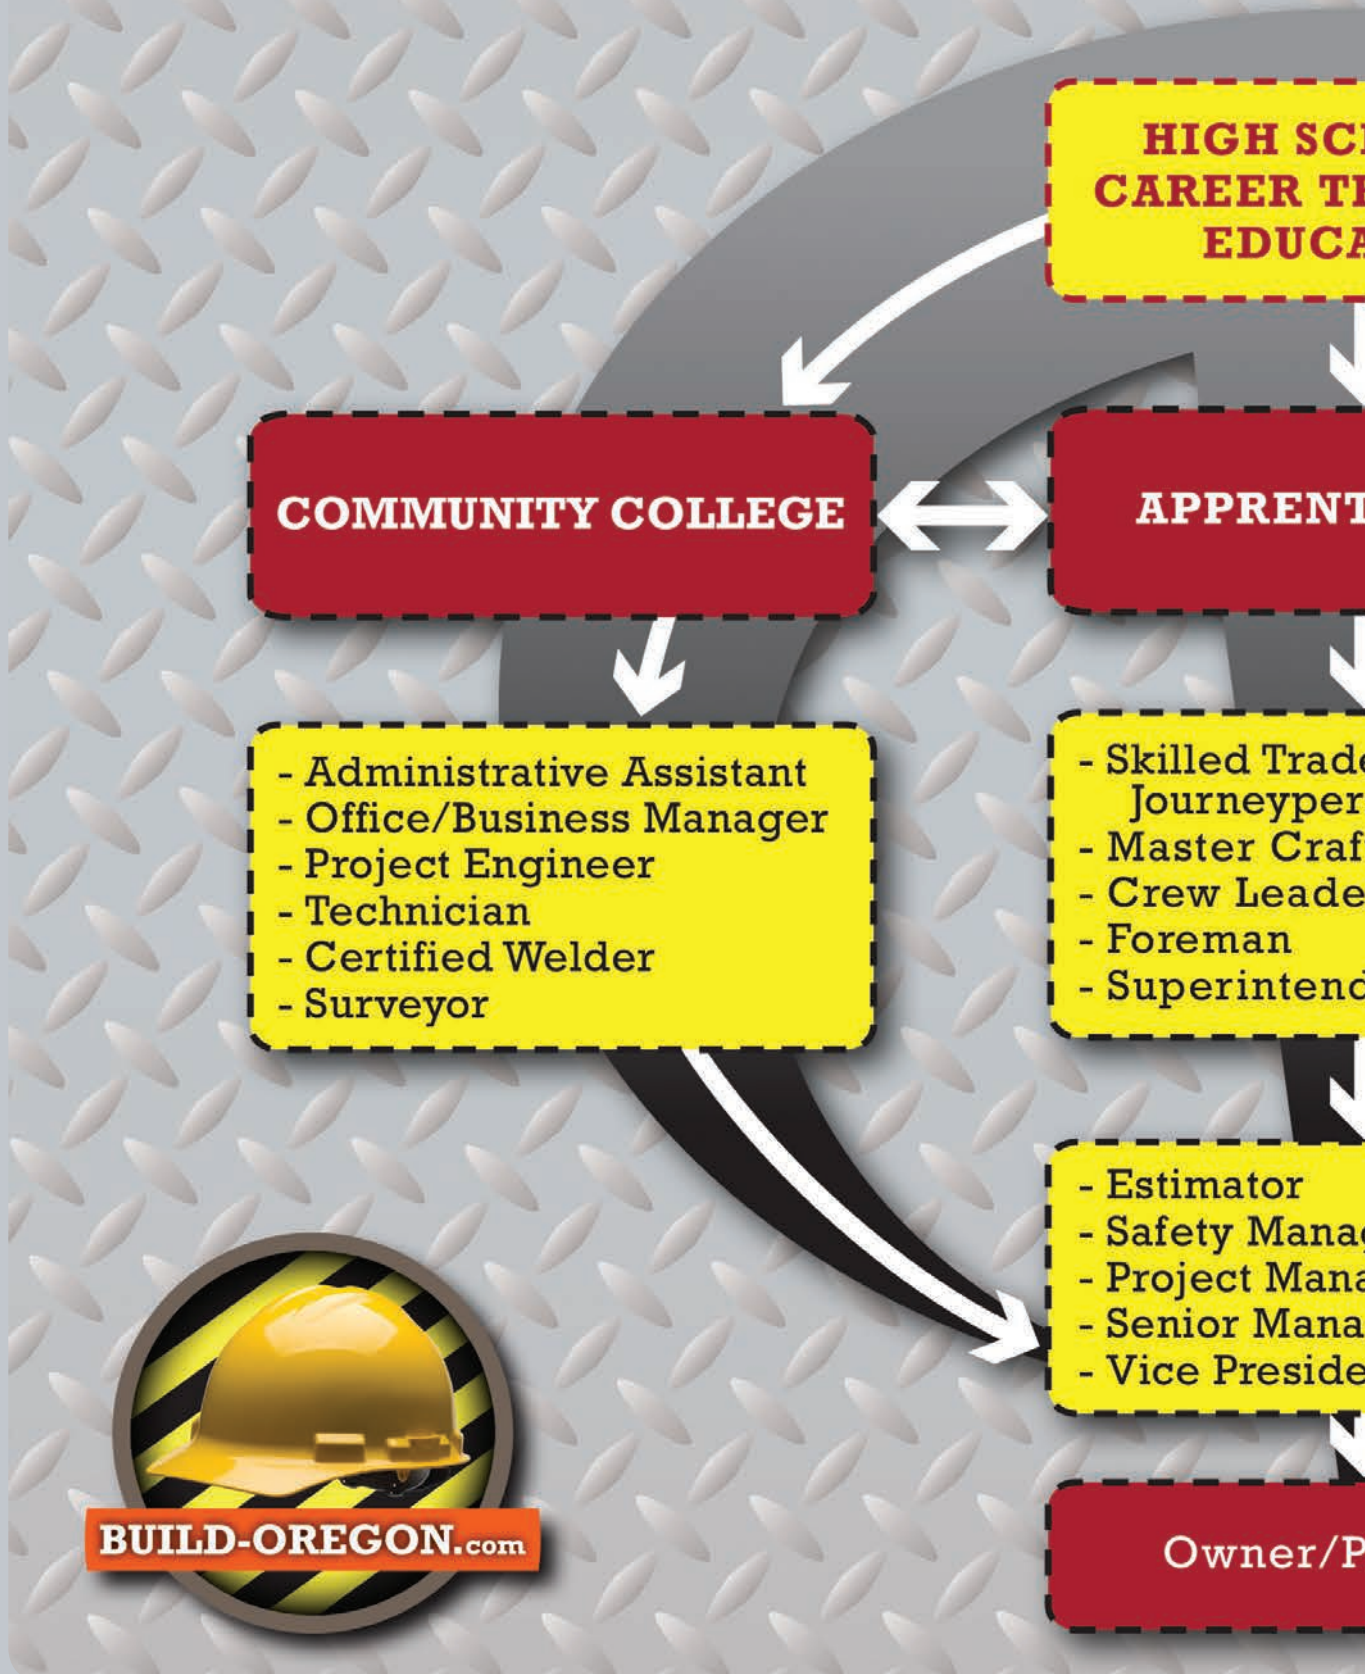 HIGH SC
CAREER T
EDUCA
COMMUNITY COLLEGE
APPRENT
- Administrative Assistant
- Office/Business Manager
- Project Engineer
- Technician
- Certified Welder
- Surveyor
- Skilled Trade
Journeyper
- Master Craf
- Crew Leade
- Foreman
- Superintend
- Estimator
- Safety Mana
- Project Mana
- Senior Mana
- Vice Preside
Owner/P
BUILD-OREGON.com